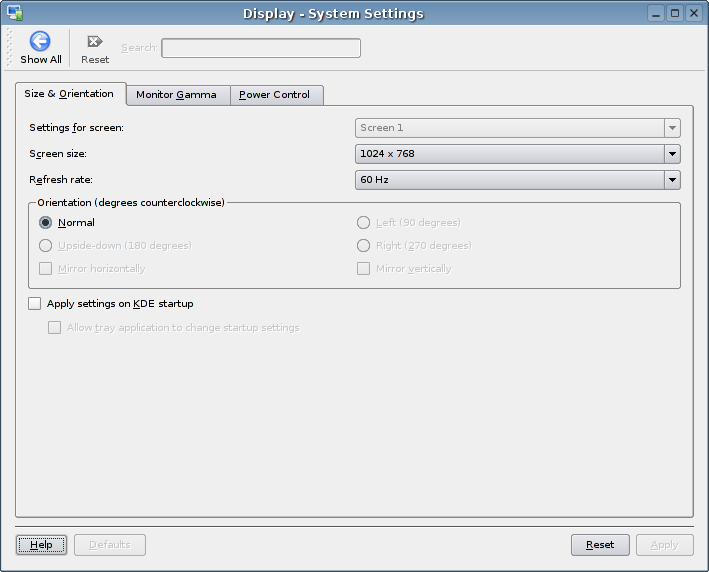 Display - System Settings
Show All
Reset
Search:
Size & Orientation
Monitor Gamma
Power Control
Settings for screen:
Screen 1
Screen size:
1024 x 768
Refresh rate:
60 Hz
Orientation (degrees counterclockwise)
Normal
Left (90 degrees)
Upside-down (180 degrees)
Right (270 degrees)
Mirror horizontally
Mirror vertically
Apply settings on KDE startup
Allow tray application to change startup settings
Help
Defaults
Reset
Apply